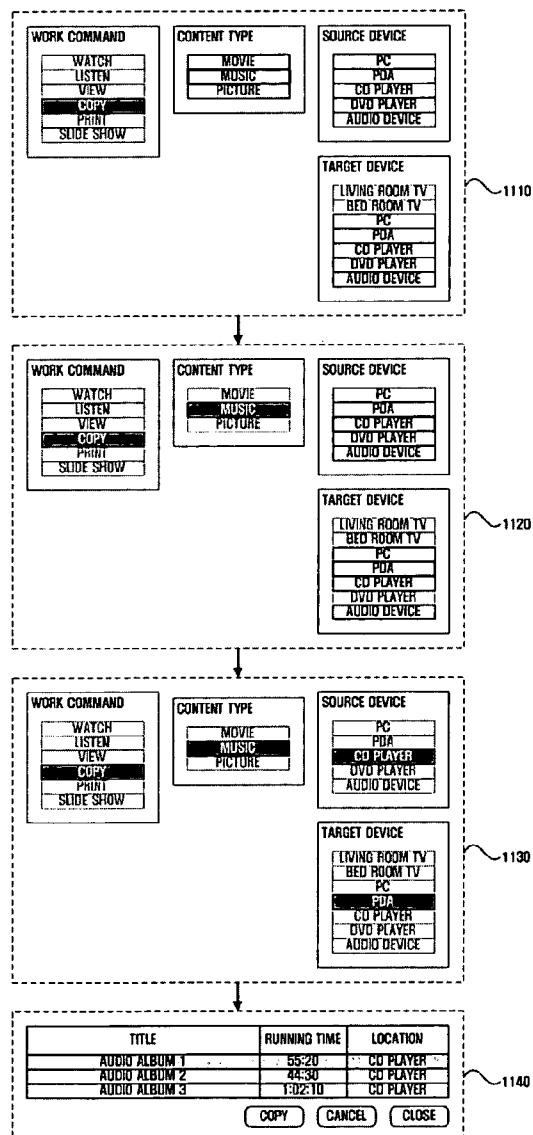 WORK COMMAND
WATCH
LISTEN
VIEW
COPY
PRINT
SLIDE SHOW
CONTENT TYPE
MOVIE
MUSIC
PICTURE
SOURCE DEVICE
PC
PDA
CD PLAYER
DVD PLAYER
AUDIO DEVICE
TARGET DEVICE
LIVING ROOM TV
BED ROOM TV
PC
PDA
CD PLAYER
DVD PLAYER
AUDIO DEVICE
1110
WORK COMMAND
WATCH
LISTEN
VIEW
COPY
PRINT
SLIDE SHOW
CONTENT TYPE
MOVIE
MUSIC
PICTURE
SOURCE DEVICE
PC
PDA
CD PLAYER
DVD PLAYER
AUDIO DEVICE
TARGET DEVICE
LIVING ROOM TV
BED ROOM TV
PC
PDA
CD PLAYER
DVD PLAYER
AUDIO DEVICE
1120
WORK COMMAND
WATCH
LISTEN
VIEW
COPY
PRINT
SLIDE SHOW
CONTENT TYPE
MOVIE
MUSIC
PICTURE
SOURCE DEVICE
PC
PDA
CD PLAYER
DVD PLAYER
AUDIO DEVICE
TARGET DEVICE
LIVING ROOM TV
BED ROOM TV
PC
PDA
CD PLAYER
DVD PLAYER
AUDIO DEVICE
1130
TITLE RUNNING TIME LOCATION
AUDIO ALBUM 1 55:20 CD PLAYER
AUDIO ALBUM 2 44:30 CD PLAYER
AUDIO ALBUM 3 1:02:10 CD PLAYER
COPY CANCEL CLOSE
1140